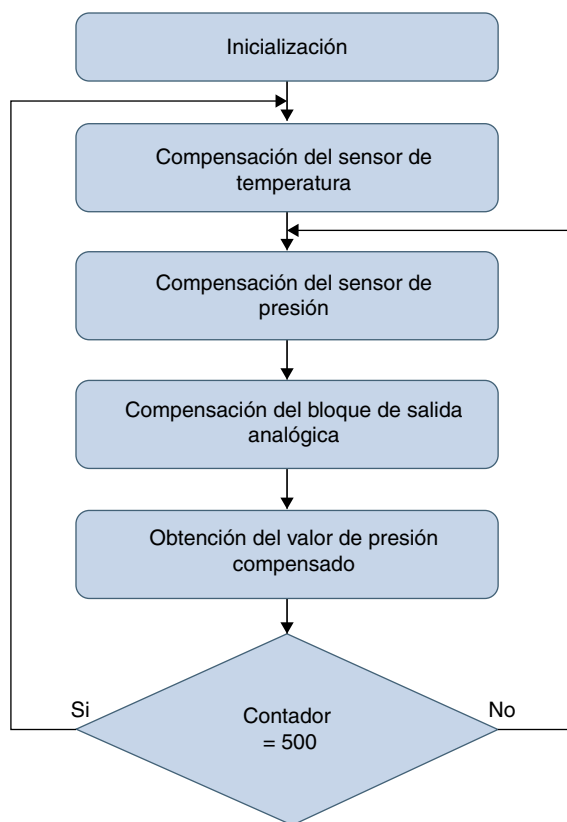 Inicialización
Compensación del sensor de
temperatura
Compensación del sensor de
presión
Compensación del bloque de salida
analógica
Obtención del valor de presión
compensado
Si
Contador
= 500
No